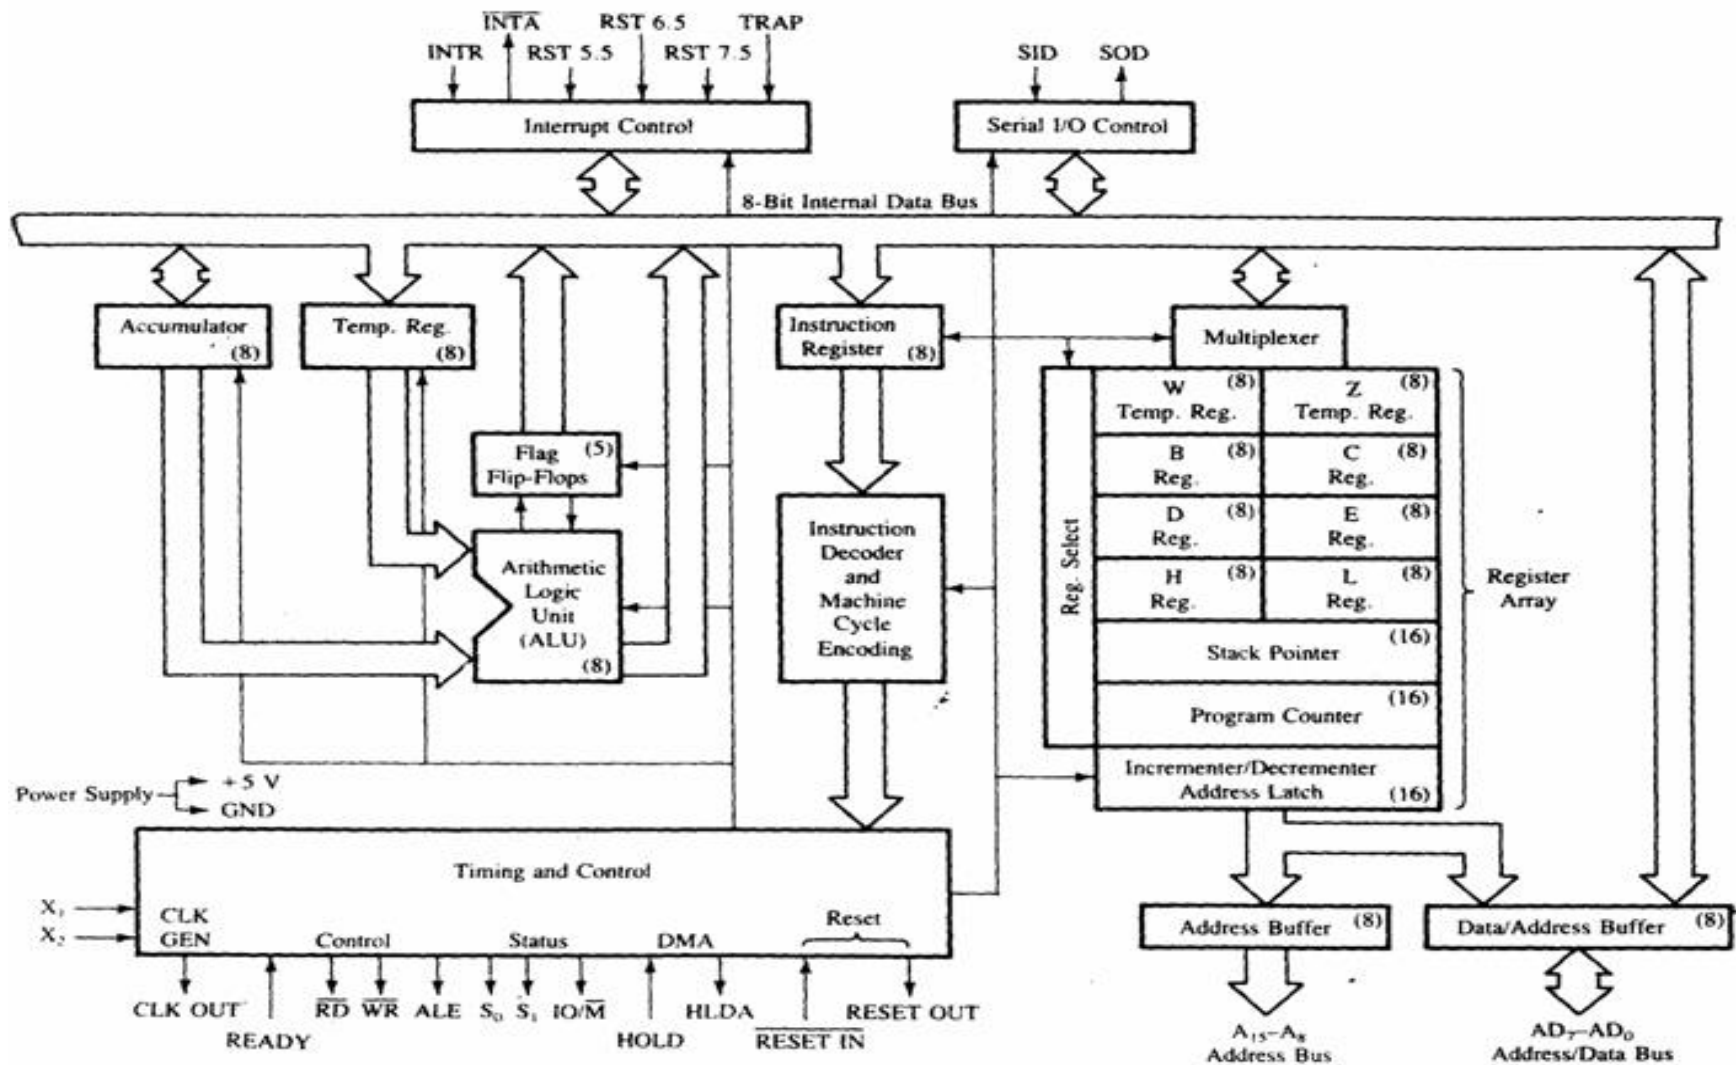 INTA RST 6.5 TRAP
INTR RST 5.5 RST 7.5 SID SOD
Interrupt Control
Serial I/O Control
8-Bit Internal Data Bus
Accumulator
(8)
Temp. Reg.
(8)
Instruction
Register
(8)
Multiplexer
W (8)
Temp. Reg.
Z (8)
Temp. Reg.
Flag (5)
Flip-Flops
B (8)
Reg.
C (8)
Reg.
D (8)
Reg.
E (8)
Reg.
H (8)
Reg.
L (8)
Reg.
Reg. Select
Register
Array
Arithmetic
Logic
Unit
(ALU)
(8)
Instruction
Decoder
and
Machine
Cycle
Encoding
(16)
Stack Pointer
(16)
Program Counter
Incrementer/Decrementer
Address Latch (16)
Power Supply
+5 V
GND
Timing and Control
X₁
X₂
CLK
GEN
Control
Status
DMA
Reset
Address Buffer (8)
Data/Address Buffer (8)
CLK OUT
READY
RD WR ALE S₀ S₁ IO/M
HOLD
HLDA
RESET IN
RESET OUT
A₁₅–A₈
Address Bus
AD₇–AD₀
Address/Data Bus